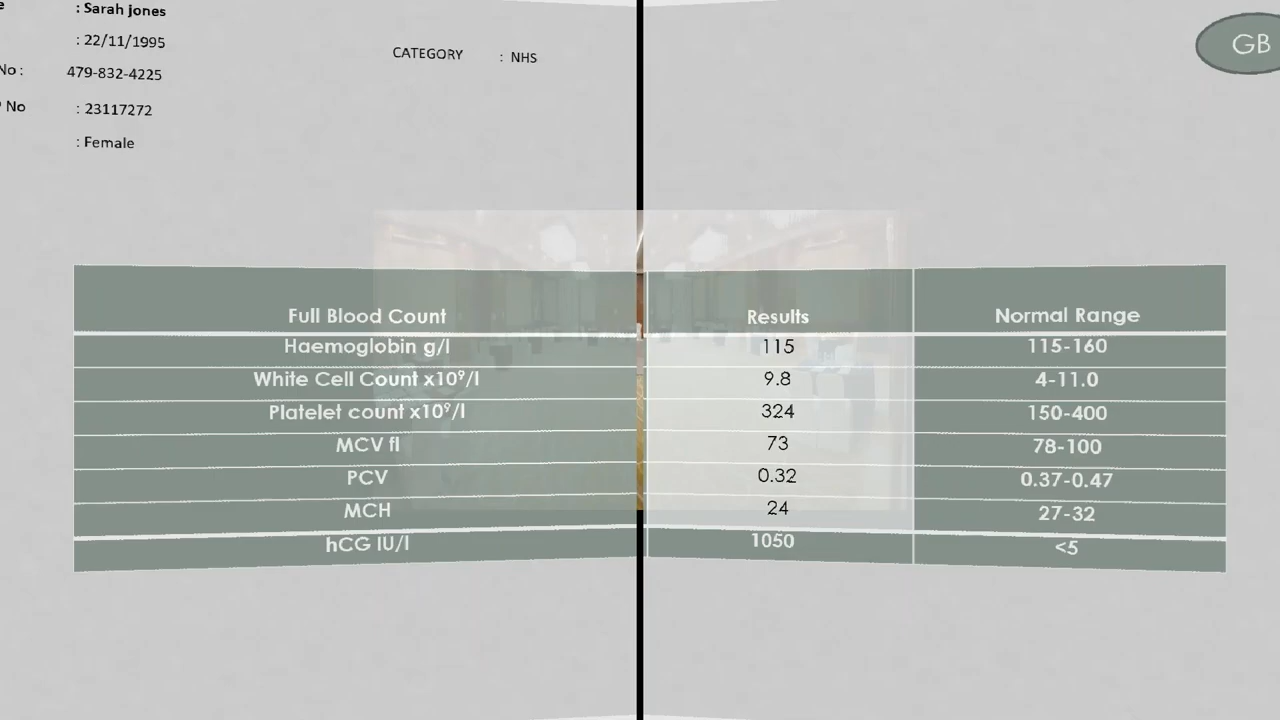 : Sarah jones
: 22/11/1995
No : 479-832-4225
No : 23117272
: Female
CATEGORY : NHS
GB
Full Blood Count Results Normal Range
Haemoglobin g/l 115 115-160
White Cell Count x10⁹/l 9.8 4-11.0
Platelet count x10⁹/l 324 150-400
MCV fl 73 78-100
PCV 0.32 0.37-0.47
MCH 24 27-32
hCG IU/l 1050 <5